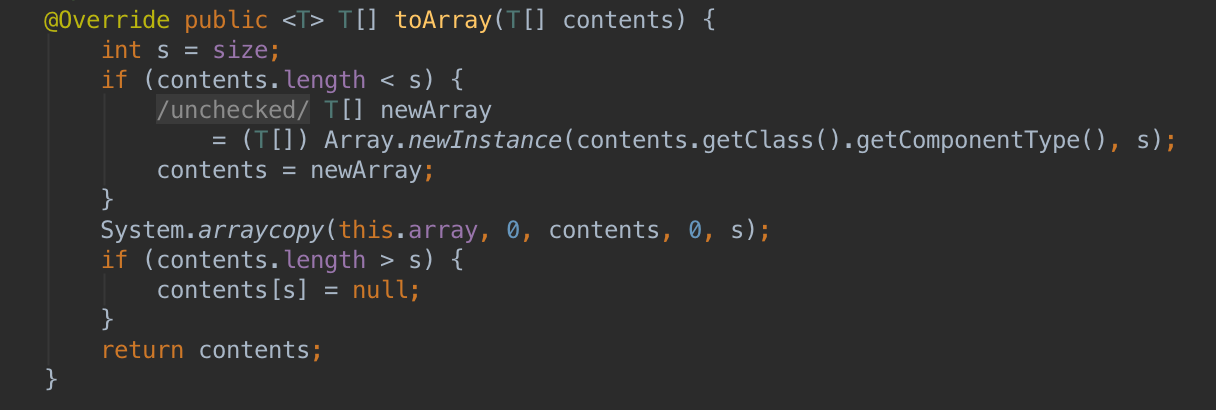 @Override public <T> T[] toArray(T[] contents) {
    int s = size;
    if (contents.length < s) {
        /unchecked/ T[] newArray
            = (T[]) Array.newInstance(contents.getClass().getComponentType(), s);
        contents = newArray;
    }
    System.arraycopy(this.array, 0, contents, 0, s);
    if (contents.length > s) {
        contents[s] = null;
    }
    return contents;
}